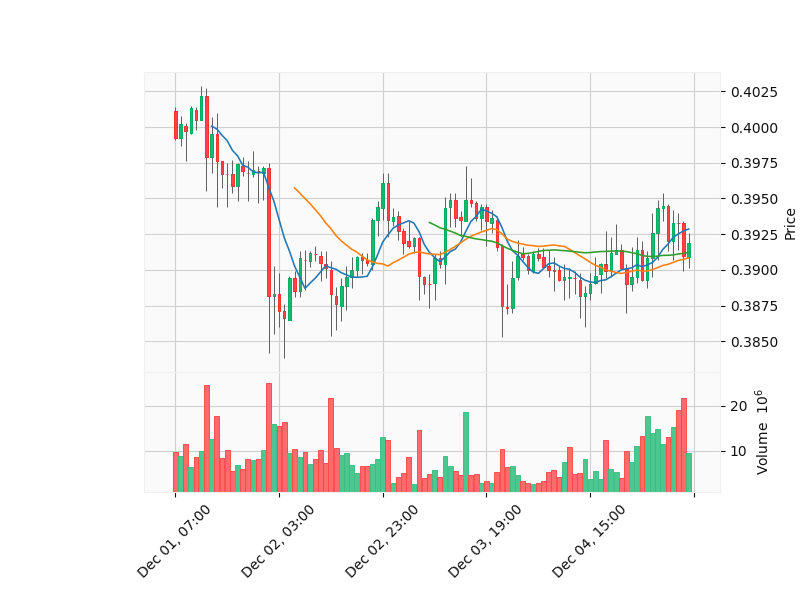 0.4025
0.4000
0.3975
0.3950
0.3925
0.3900
0.3875
0.3850
Price
20
10
Volume 10^6
Dec 01, 07:00
Dec 02, 03:00
Dec 02, 23:00
Dec 03, 19:00
Dec 04, 15:00